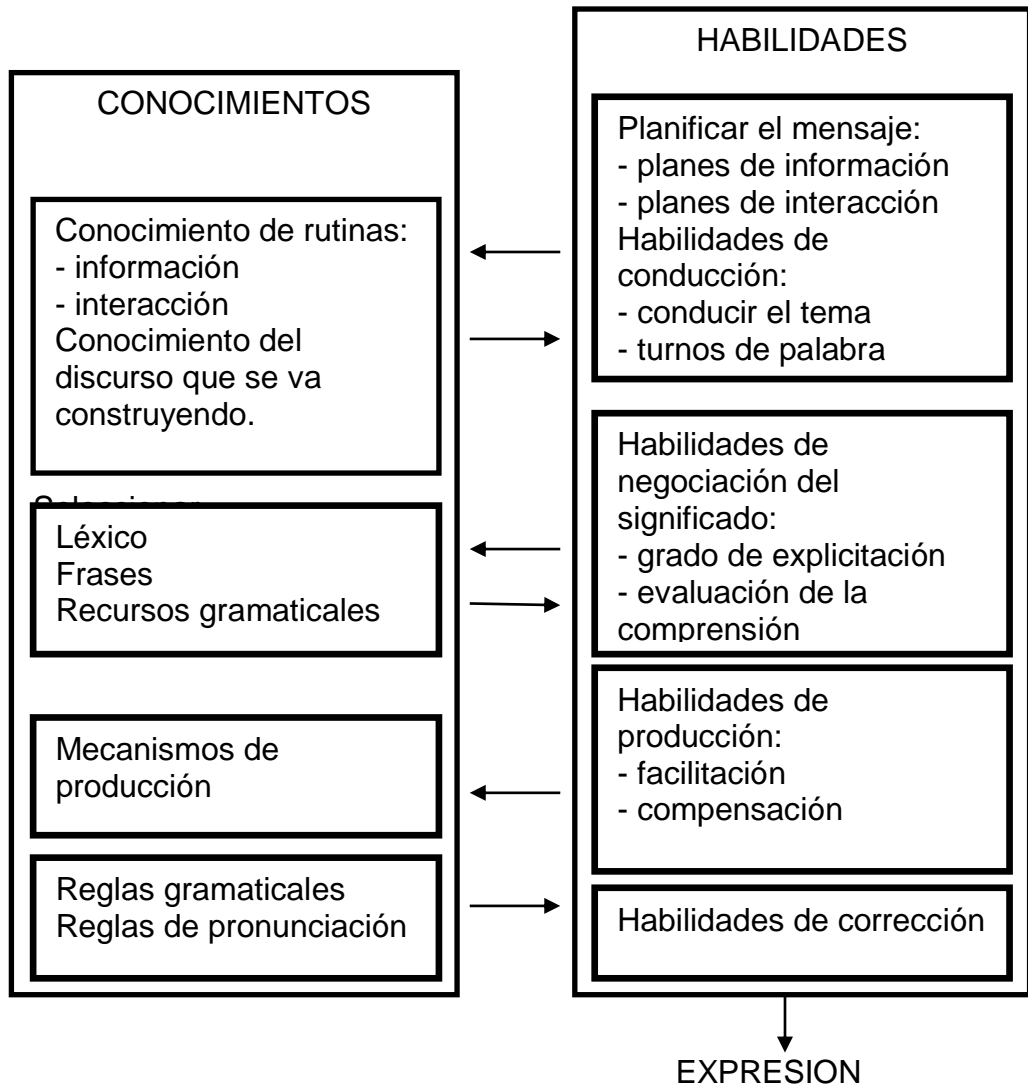 CONOCIMIENTOS
Conocimiento de rutinas:
- información
- interacción
Conocimiento del
discurso que se va
construyendo.
Seleccionar
Léxico
Frases
Recursos gramaticales
Mecanismos de
producción
Reglas gramaticales
Reglas de pronunciación
HABILIDADES
Planificar el mensaje:
- planes de información
- planes de interacción
Habilidades de
conducción:
- conducir el tema
- turnos de palabra
Habilidades de
negociación del
significado:
- grado de explicitación
- evaluación de la
comprensión
Habilidades de
producción:
- facilitación
- compensación
Habilidades de corrección
EXPRESION